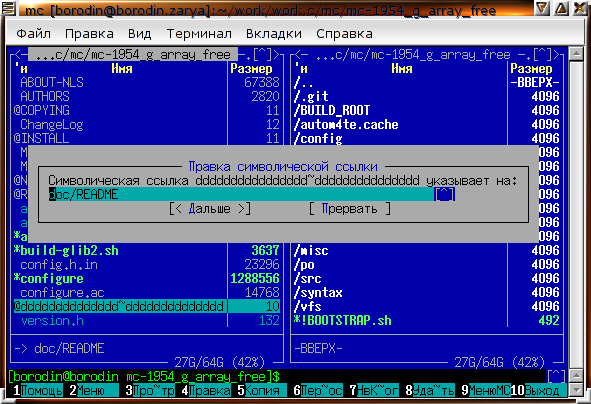 mc [borodin@borodin.zarya]:~/work/work.c/mc/mc-1954_g_array_free
Файл Правка Вид Терминал Вкладки Справка
<— ...c/mc/mc-1954_g_array_free —.[^]> <— ...c/mc/mc-1954_g_array_free —.[^]>
'и Имя Размер 'и Имя Размер
ABOUT-NLS 67388 /.. -ВВЕРХ-
AUTHORS 2820 /.git 4096
@COPYING 11 /BUILD_ROOT 4096
ChangeLog 12 /autom4te.cache 4096
@INSTALL 11 /config 4096
Правка символической ссылки
Символическая ссылка ddddddddddddddd~ddddddddddddddd указывает на:
doc/README [^]
[< Дальше >] [ Прервать ]
*build-glib2.sh 3637 /misc 4096
config.h.in 23296 /po 4096
*configure 1288556 /src 4096
configure.ac 14768 /syntax 4096
@dddddddddddddd~dddddddddddddd 10 /vfs 4096
version.h 132 *!BOOTSTRAP.sh 492
-> doc/README -ВВЕРХ-
27G/64G (42%) 27G/64G (42%)
[borodin@borodin mc-1954_g_array_free]$ [^]
1Помощь 2Меню 3Про~тр 4Правка 5Копия 6Пер~ос 7НвК~ог 8Уда~ть 9МенюMC 10Выход